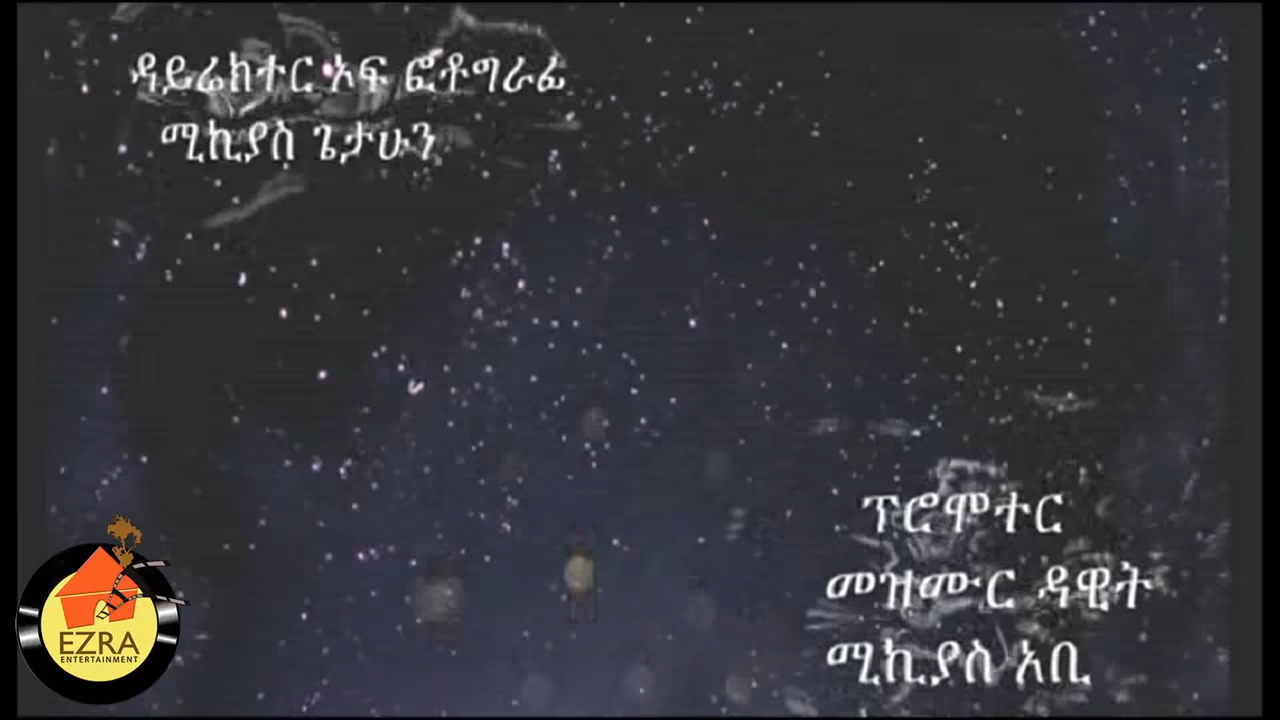 ዳይሬክተር ኦፍ ፎቶግራፊ
ሚኪያስ ጌታሁን
ፕሮሞተር
መዝሙር ዳዊት
ሚኪያስ አቢ
EZRA
ENTERTAINMENT